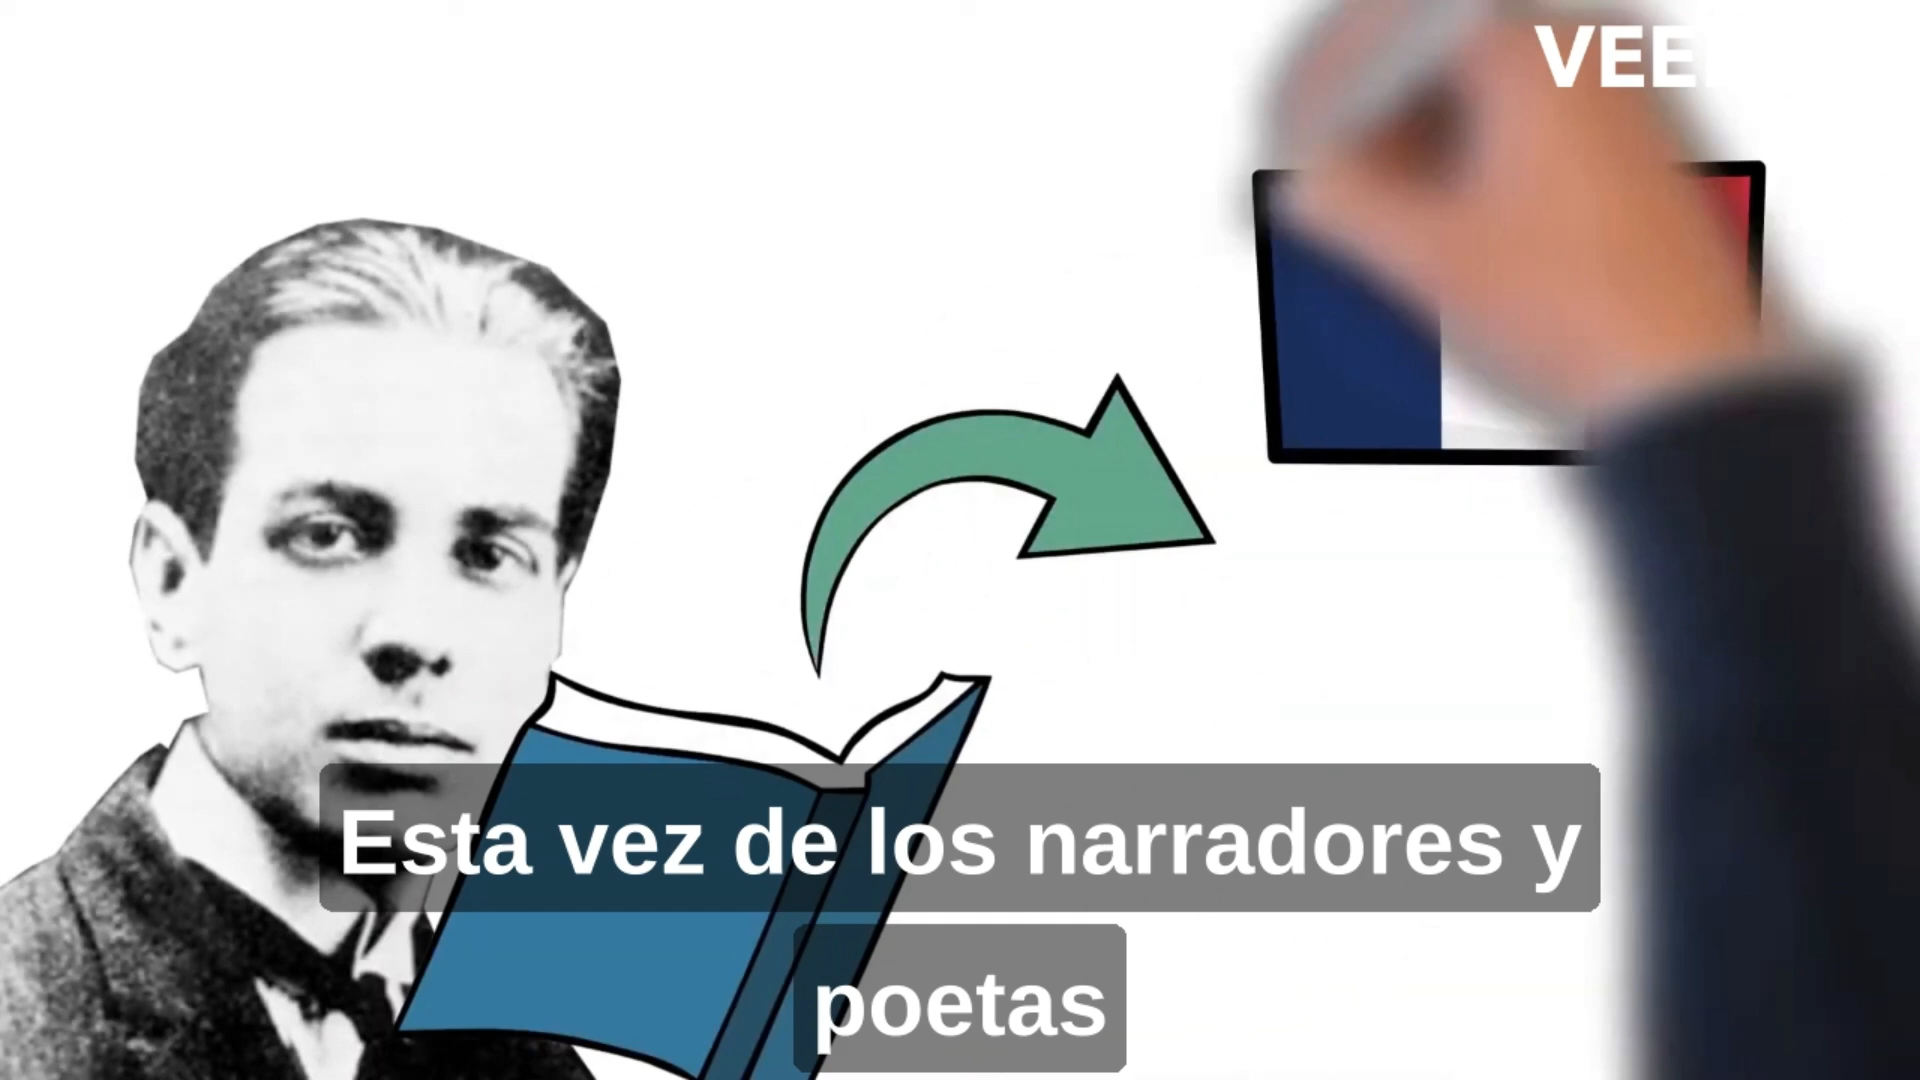 VEE
Esta vez de los narradores y
poetas